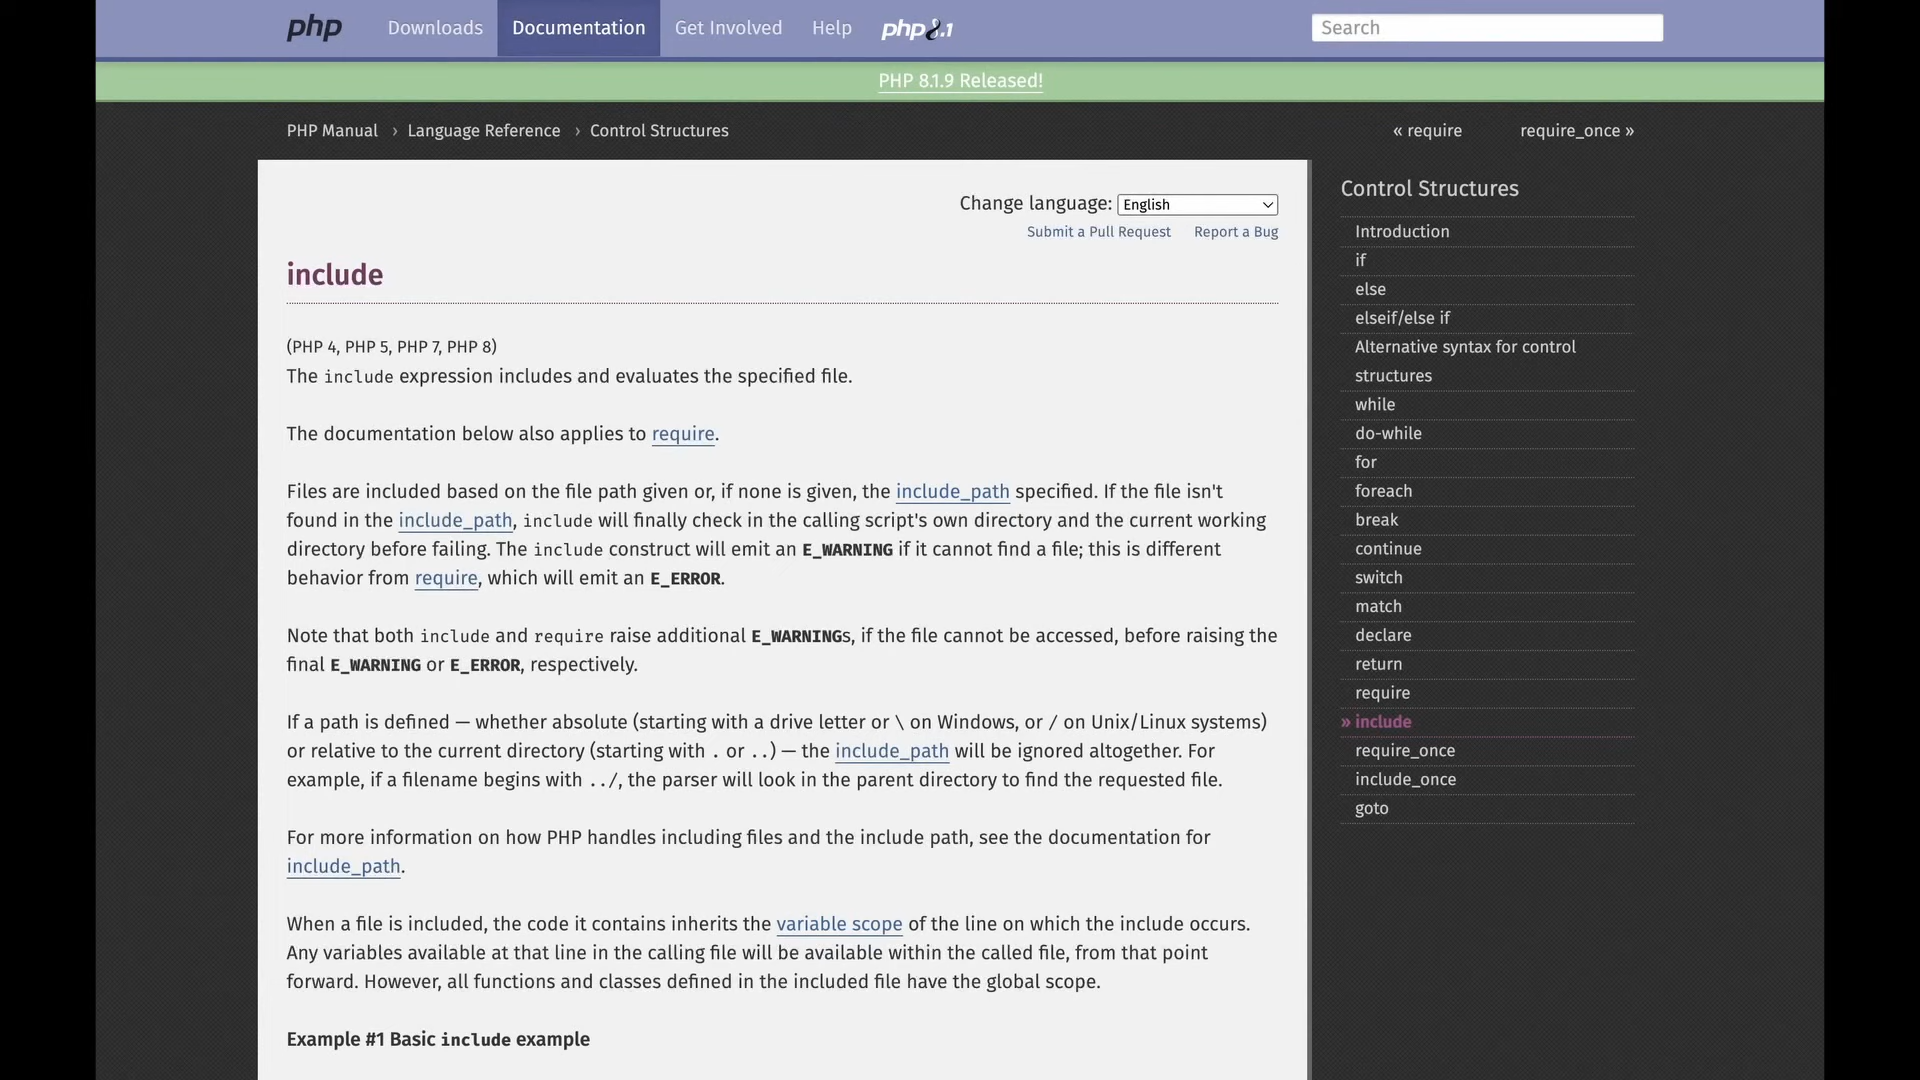 php Downloads Documentation Get Involved Help php8.1 Search
PHP 8.1.9 Released!
PHP Manual › Language Reference › Control Structures « require require_once »
Change language: English
Submit a Pull Request Report a Bug
include
(PHP 4, PHP 5, PHP 7, PHP 8)
The include expression includes and evaluates the specified file.
The documentation below also applies to require.
Files are included based on the file path given or, if none is given, the include_path specified. If the file isn't
found in the include_path, include will finally check in the calling script's own directory and the current working
directory before failing. The include construct will emit an E_WARNING if it cannot find a file; this is different
behavior from require, which will emit an E_ERROR.
Note that both include and require raise additional E_WARNINGs, if the file cannot be accessed, before raising the
final E_WARNING or E_ERROR, respectively.
If a path is defined — whether absolute (starting with a drive letter or \ on Windows, or / on Unix/Linux systems)
or relative to the current directory (starting with . or ..) — the include_path will be ignored altogether. For
example, if a filename begins with ../, the parser will look in the parent directory to find the requested file.
For more information on how PHP handles including files and the include path, see the documentation for
include_path.
When a file is included, the code it contains inherits the variable scope of the line on which the include occurs.
Any variables available at that line in the calling file will be available within the called file, from that point
forward. However, all functions and classes defined in the included file have the global scope.
Example #1 Basic include example
Control Structures
Introduction
if
else
elseif/else if
Alternative syntax for control
structures
while
do-while
for
foreach
break
continue
switch
match
declare
return
require
» include
require_once
include_once
goto